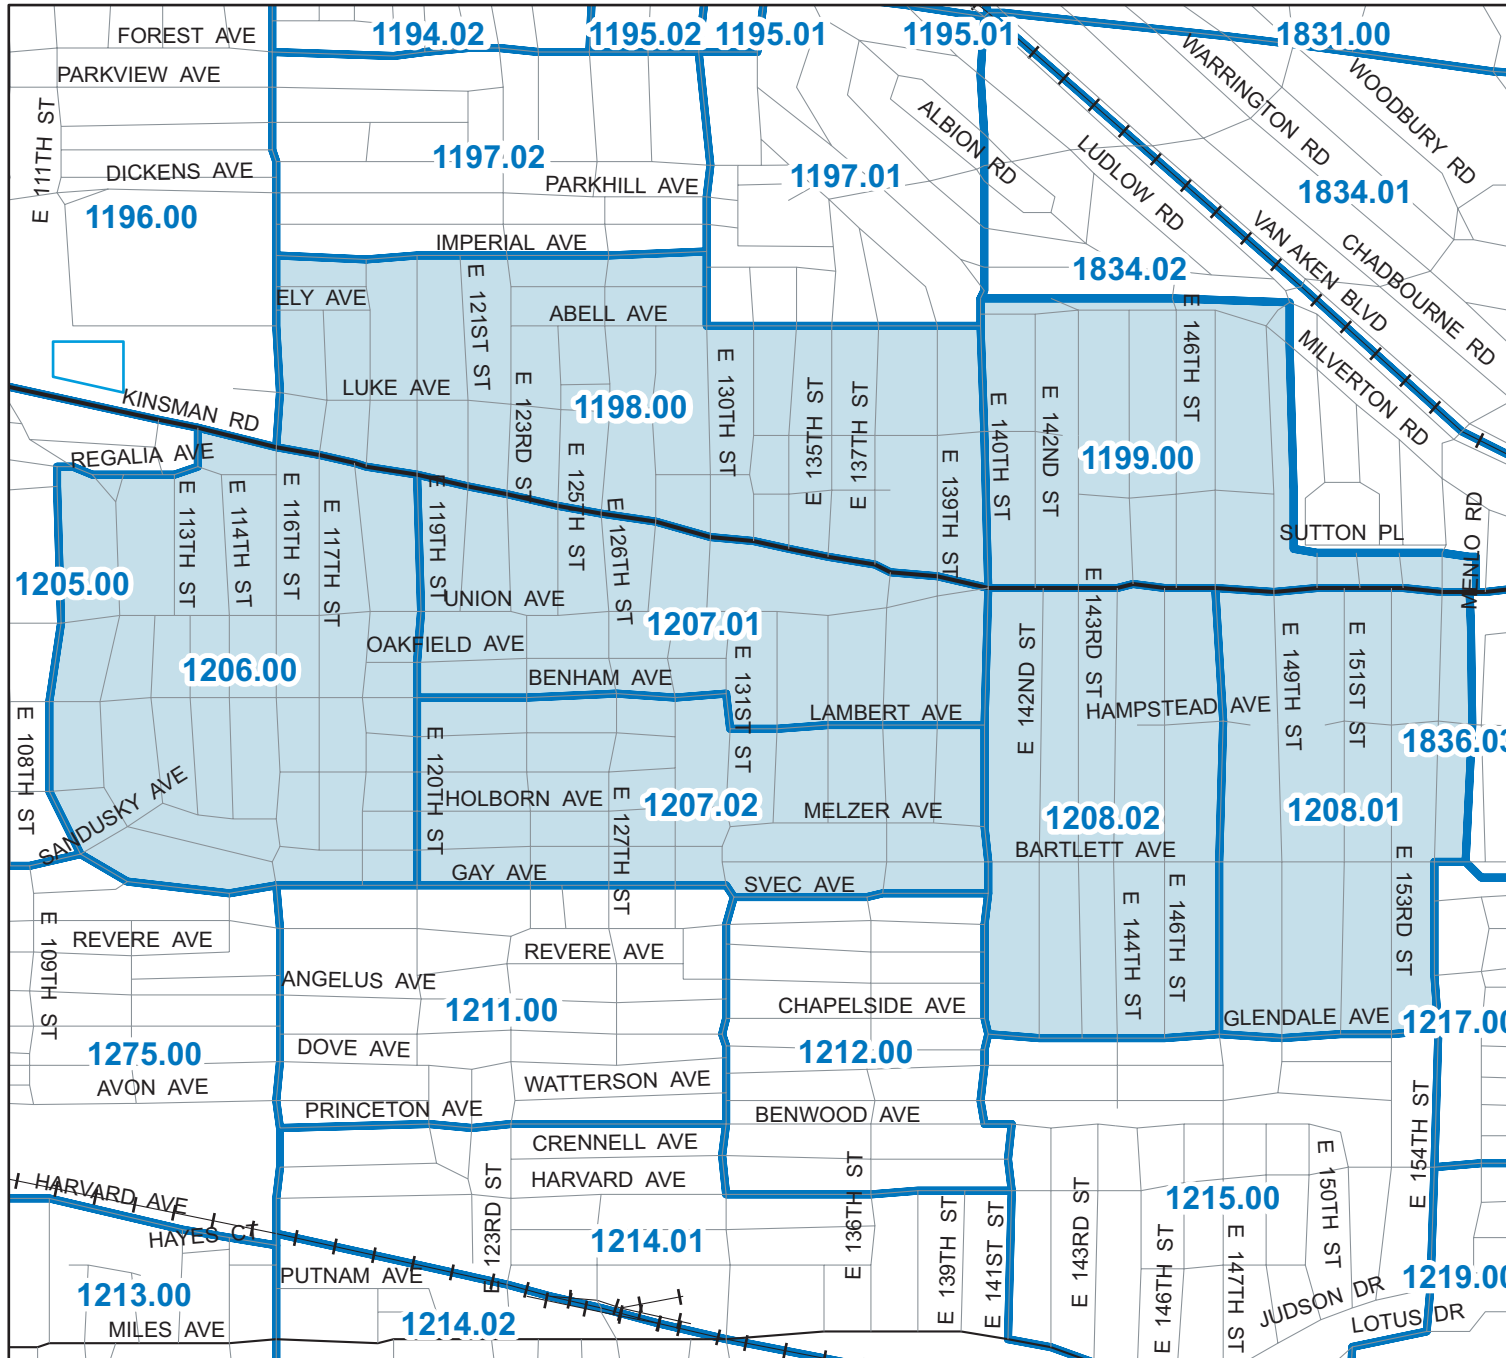 FOREST AVE
1194.02
1195.02
1195.01
1195.01
1831.00
PARKVIEW AVE
WARRINGTON RD
WOODBURY RD
E 111TH ST
ALBION RD
LUDLOW RD
1197.02
DICKENS AVE
PARKHILL AVE
1197.01
1834.01
1196.00
IMPERIAL AVE
VAN AKEN BLVD
CHADBOURNE RD
1834.02
ELY AVE
E 121ST ST
ABELL AVE
E 146TH ST
MILVERTON RD
LUKE AVE
E 123RD ST
1198.00
E 130TH ST
E 135TH ST
E 137TH ST
E 140TH ST
E 142ND ST
KINSMAN RD
REGALIA AVE
1199.00
E 125TH ST
E 139TH ST
E 113TH ST
E 114TH ST
E 116TH ST
E 117TH ST
E 119TH ST
E 126TH ST
SUTTON PL
MENLO RD
1205.00
UNION AVE
E 143RD ST
1207.01
OAKFIELD AVE
1206.00
BENHAM AVE
E 131ST ST
E 142ND ST
E 149TH ST
E 151ST ST
LAMBERT AVE
HAMPSTEAD AVE
E 108TH ST
1836.03
E 120TH ST
SANDUSKY AVE
HOLBORN AVE
E 127TH ST
1207.02
MELZER AVE
1208.02
1208.01
BARTLETT AVE
GAY AVE
SVEC AVE
E 153RD ST
E 144TH ST
E 146TH ST
E 109TH ST
REVERE AVE
REVERE AVE
ANGELUS AVE
1211.00
CHAPELSIDE AVE
GLENDALE AVE
1217.00
1275.00
DOVE AVE
1212.00
AVON AVE
WATTERSON AVE
PRINCETON AVE
BENWOOD AVE
CRENNELL AVE
E 154TH ST
HARVARD AVE
HARVARD AVE
E 123RD ST
E 136TH ST
E 139TH ST
E 141ST ST
E 143RD ST
1215.00
E 150TH ST
HAYES CT
1214.01
E 146TH ST
E 147TH ST
PUTNAM AVE
1213.00
1219.00
JUDSON DR
LOTUS DR
MILES AVE
1214.02